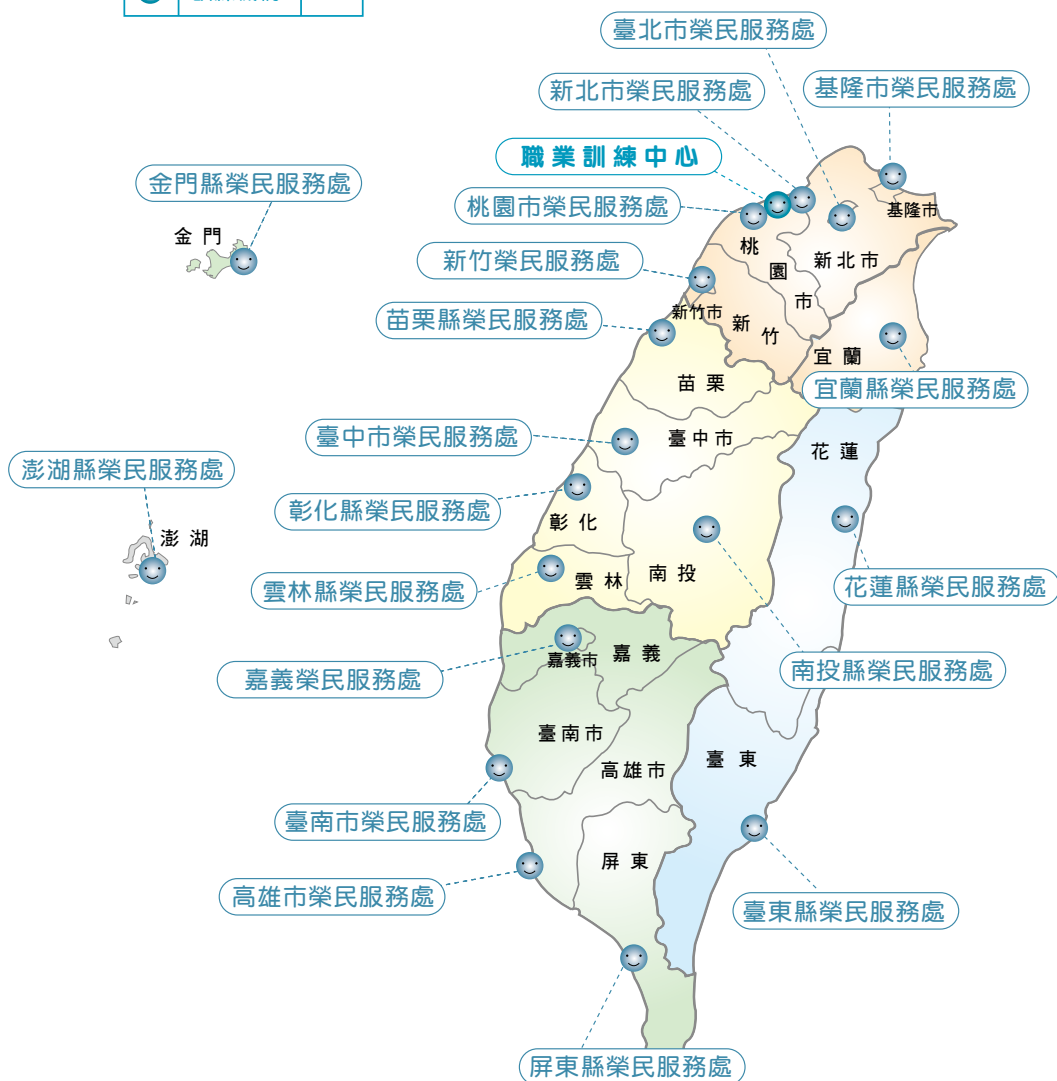 臺北市榮民服務處
新北市榮民服務處
基隆市榮民服務處
職業訓練中心
金門縣榮民服務處
桃園市榮民服務處
基隆市
金門
桃園市
新北市
新竹榮民服務處
新竹市
新竹
苗栗縣榮民服務處
宜蘭
苗栗
宜蘭縣榮民服務處
臺中市榮民服務處
臺中市
花蓮
澎湖縣榮民服務處
彰化縣榮民服務處
彰化
澎湖
南投
雲林
雲林縣榮民服務處
花蓮縣榮民服務處
嘉義
嘉義市
嘉義榮民服務處
南投縣榮民服務處
臺南市
臺東
高雄市
臺南市榮民服務處
屏東
高雄市榮民服務處
臺東縣榮民服務處
屏東縣榮民服務處